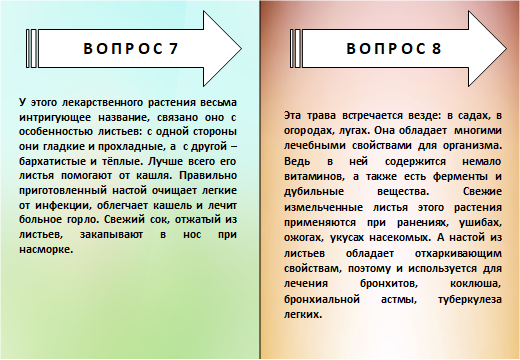 ВОПРОС 7
У этого лекарственного растения весьма
интригующее название, связано оно с
особенностью листьев: с одной стороны
они гладкие и прохладные, а с другой –
бархатистые и тёплые. Лучше всего его
листья помогают от кашля. Правильно
приготовленный настой очищает легкие
от инфекции, облегчает кашель и лечит
больное горло. Свежий сок, отжатый из
листьев, закапывают в нос при
насморке.
ВОПРОС 8
Эта трава встречается везде: в садах, в
огородах, лугах. Она обладает многими
лечебными свойствами для организма.
Ведь в ней содержится немало
витаминов, а также есть ферменты и
дубильные вещества. Свежие
измельченные листья этого растения
применяются при ранениях, ушибах,
ожогах, укусах насекомых. А настой из
листьев обладает отхаркивающим
свойствам, поэтому и используется для
лечения бронхитов, коклюша,
бронхиальной астмы, туберкулеза
легких.